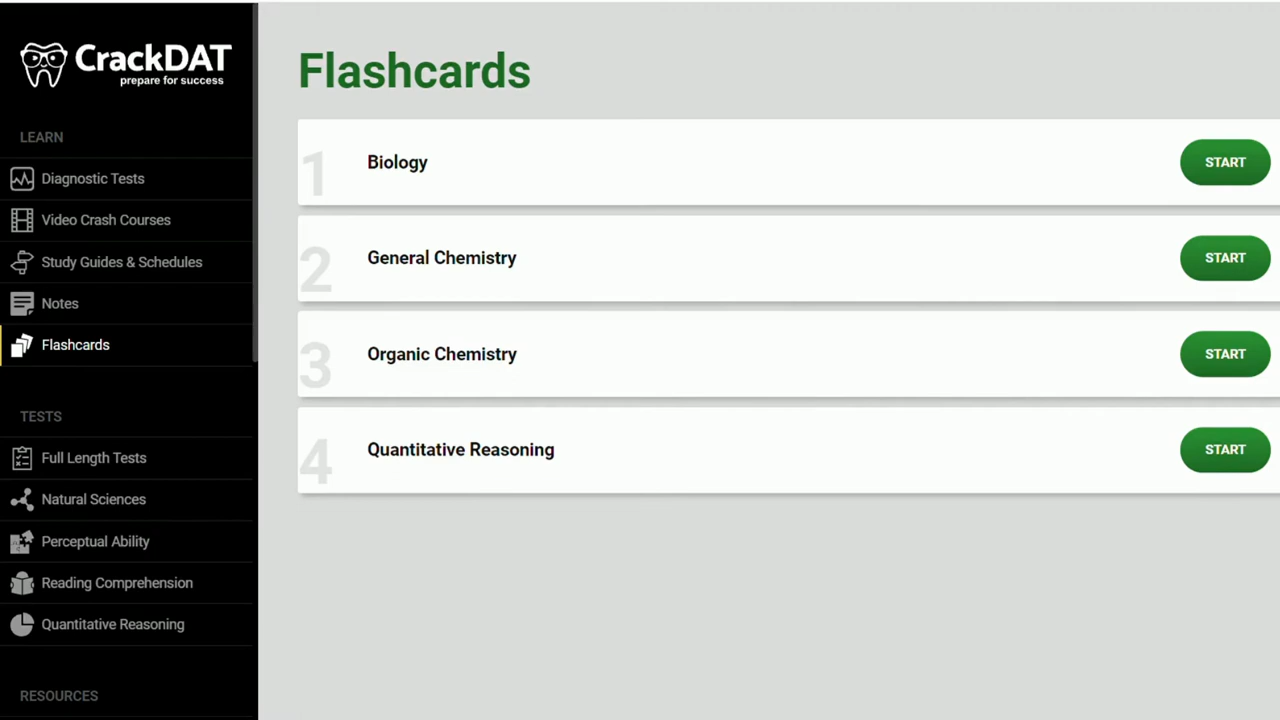 CrackDAT
prepare for success
LEARN
Diagnostic Tests
Video Crash Courses
Study Guides & Schedules
Notes
Flashcards
TESTS
Full Length Tests
Natural Sciences
Perceptual Ability
Reading Comprehension
Quantitative Reasoning
RESOURCES
Flashcards
1 Biology START
2 General Chemistry START
3 Organic Chemistry START
4 Quantitative Reasoning START